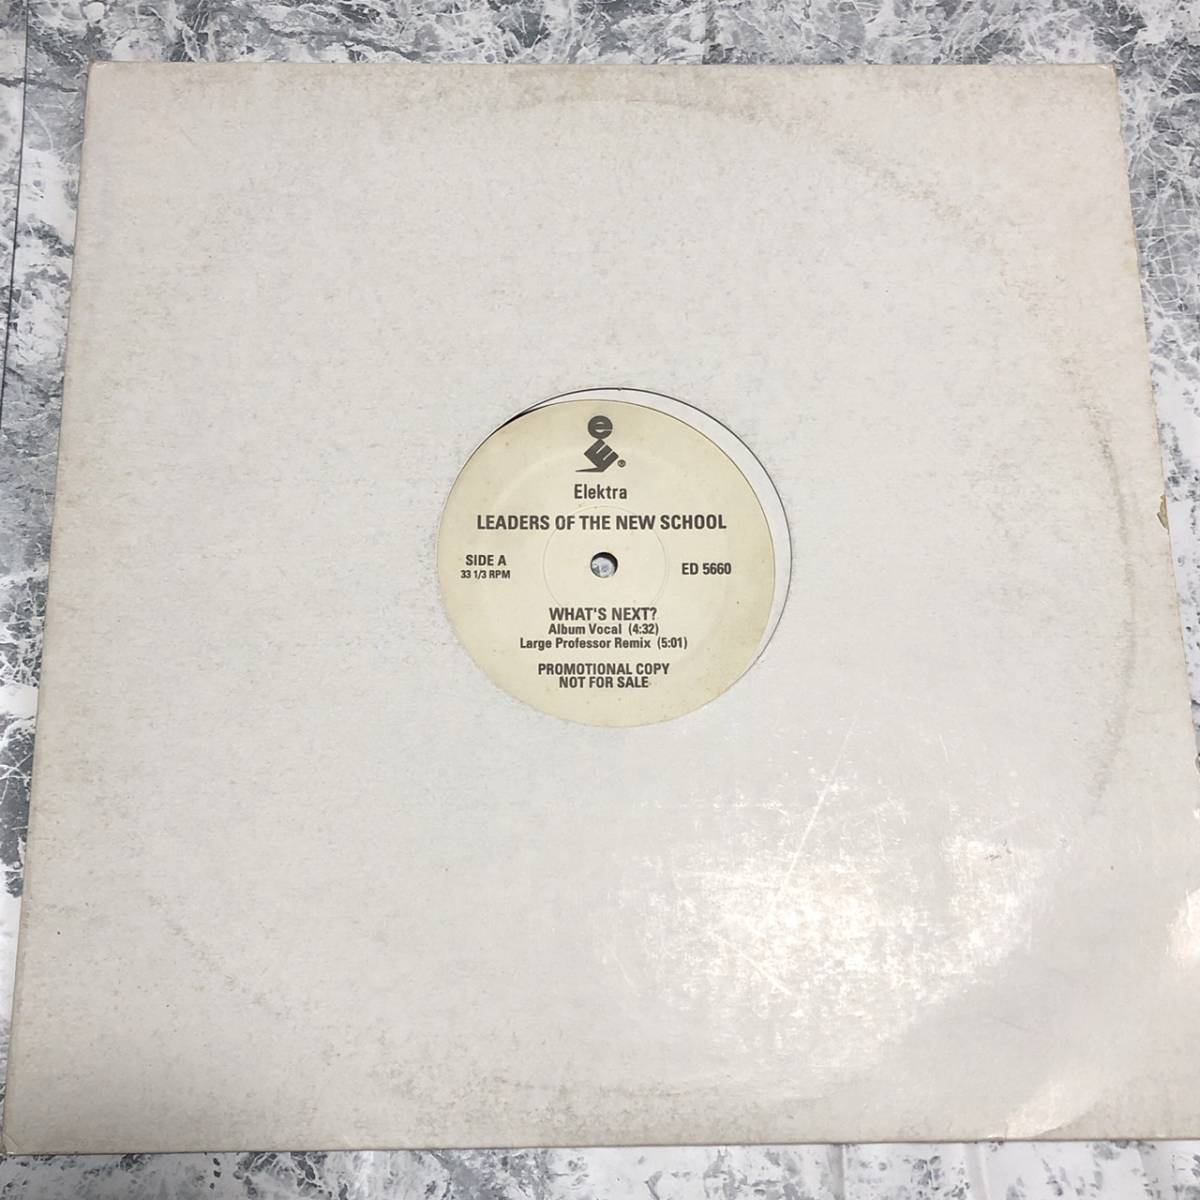 e
®
Elektra
LEADERS OF THE NEW SCHOOL
SIDE A
33 1/3 RPM
ED 5660
WHAT'S NEXT?
Album Vocal (4:32)
Large Professor Remix (5:01)
PROMOTIONAL COPY
NOT FOR SALE